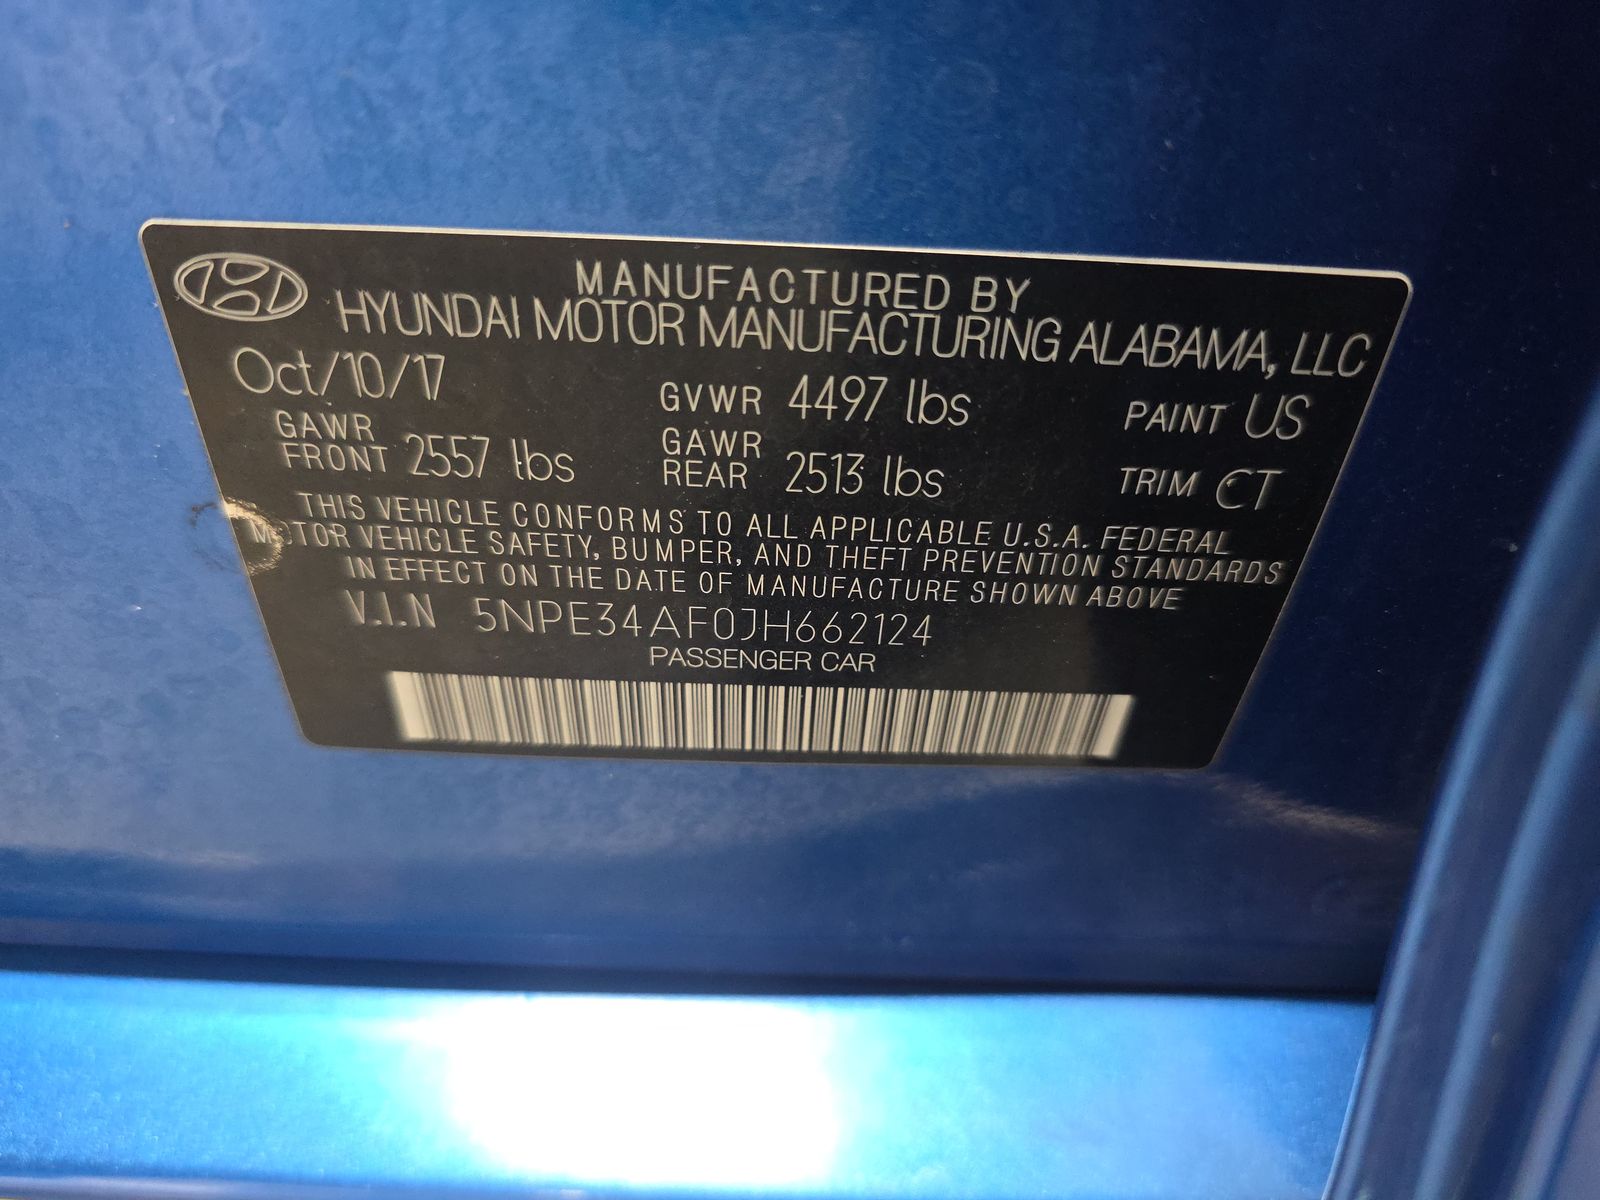 MANUFACTURED BY
HYUNDAI MOTOR MANUFACTURING ALABAMA, LLC
Oct/10/17 GVWR 4497 lbs PAINT US
GAWR FRONT 2557 lbs GAWR REAR 2513 lbs TRIM CT
THIS VEHICLE CONFORMS TO ALL APPLICABLE U.S.A. FEDERAL
MOTOR VEHICLE SAFETY, BUMPER, AND THEFT PREVENTION STANDARDS
IN EFFECT ON THE DATE OF MANUFACTURE SHOWN ABOVE
V.I.N 5NPE34AF0JH662124
PASSENGER CAR